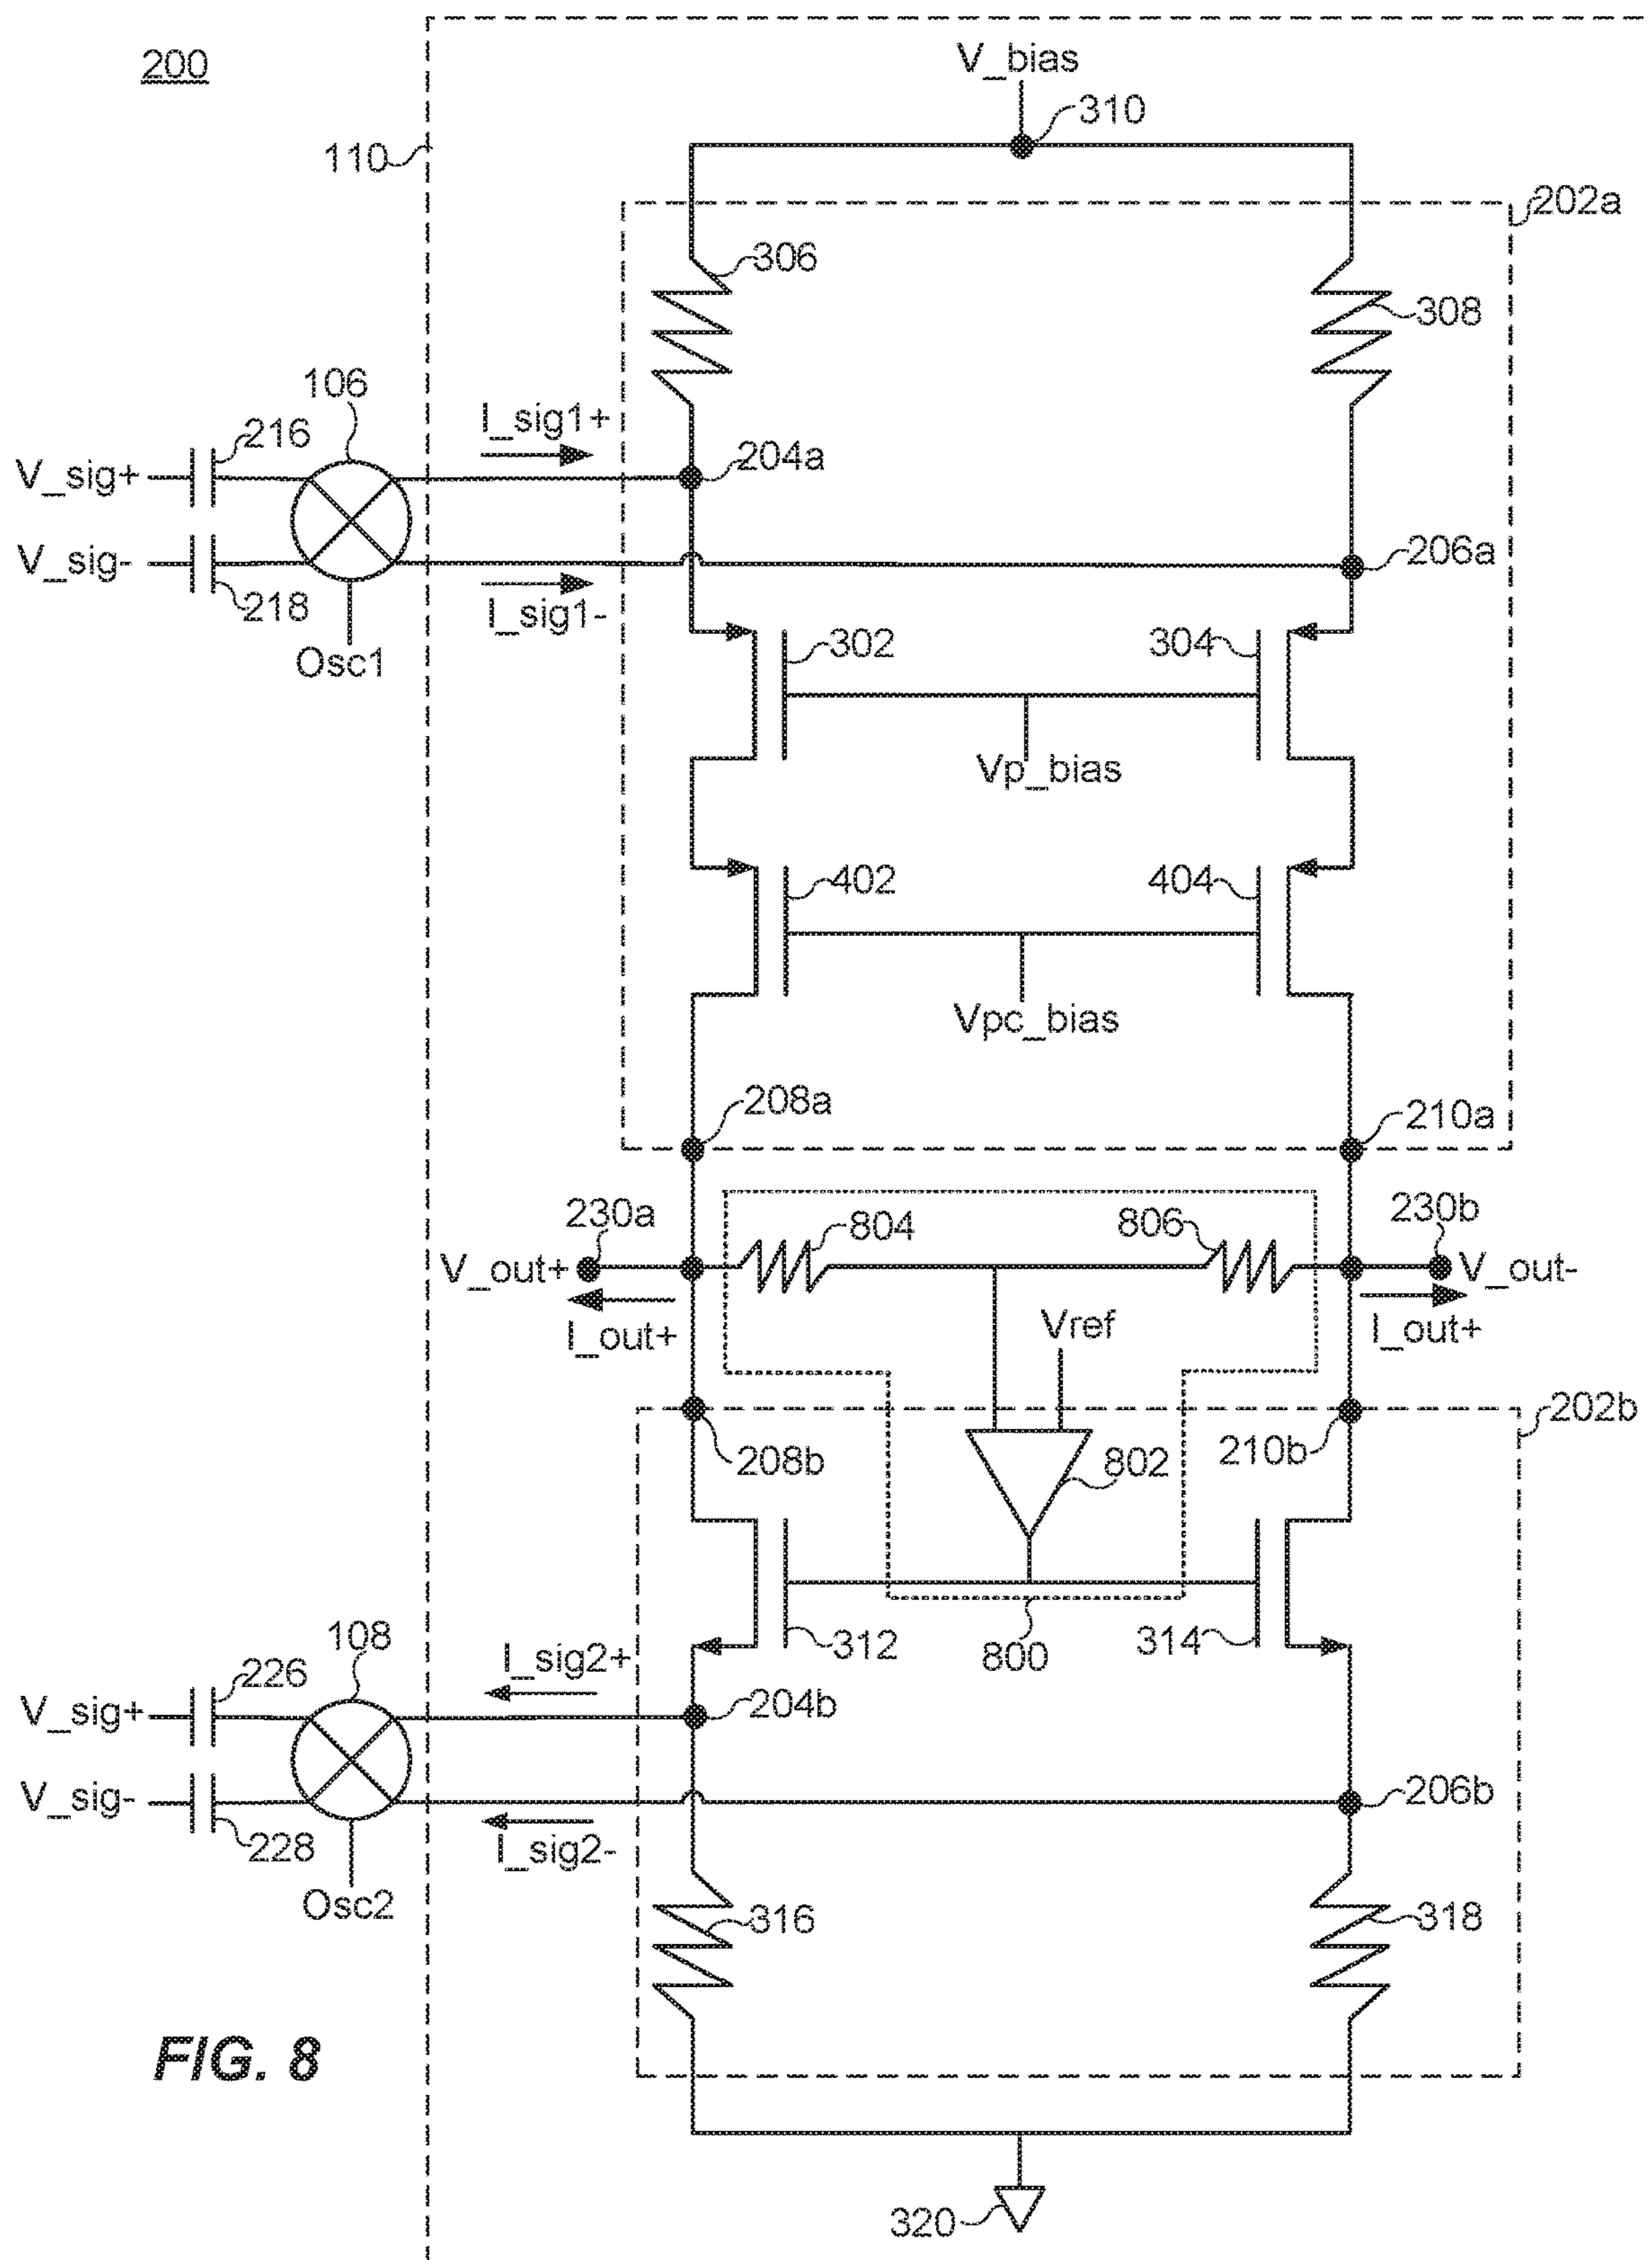 200
V_bias
310
110
202a
306
308
106
I_sig1+
216
204a
V_sig+
V_sig-
206a
218
I_sig1-
Osc1
302
304
Vp_bias
402
404
Vpc_bias
208a
210a
230a
804
806
230b
V_out+
V_out-
Vref
I_out+
I_out+
202b
208b
802
210b
108
312
800
314
I_sig2+
226
204b
V_sig+
V_sig-
206b
228
I_sig2-
Osc2
316
318
FIG. 8
320